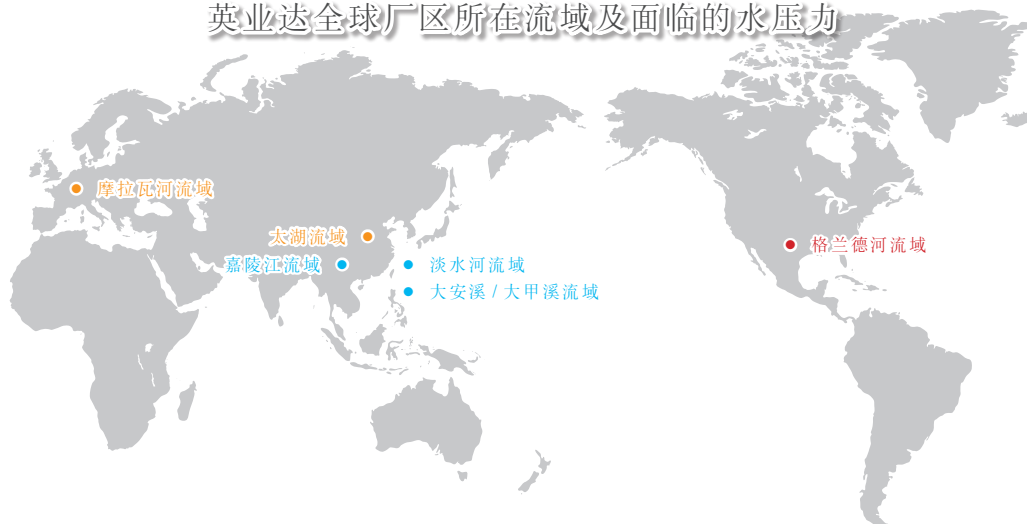 英业达全球厂区所在流域及面临的水压力
摩拉瓦河流域
太湖流域
嘉陵江流域
淡水河流域
大安溪 / 大甲溪流域
格兰德河流域